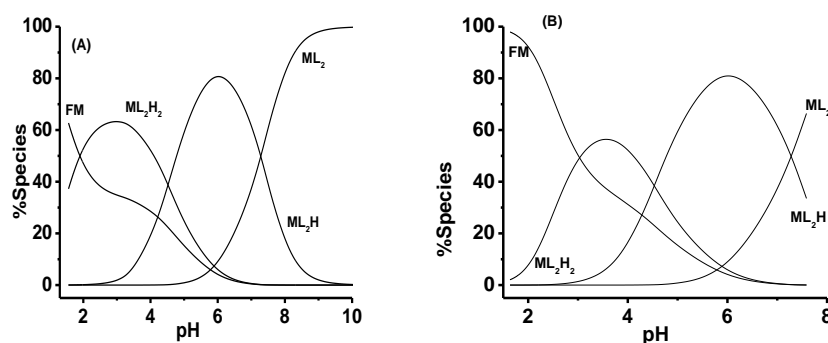 (A)
FM
ML₂H₂
ML₂
ML₂H
%Species
100
80
60
40
20
0
2 4 6 8 10
pH
(B)
FM
ML₂H₂
ML₂
ML₂H
%Species
100
80
60
40
20
0
2 4 6 8
pH